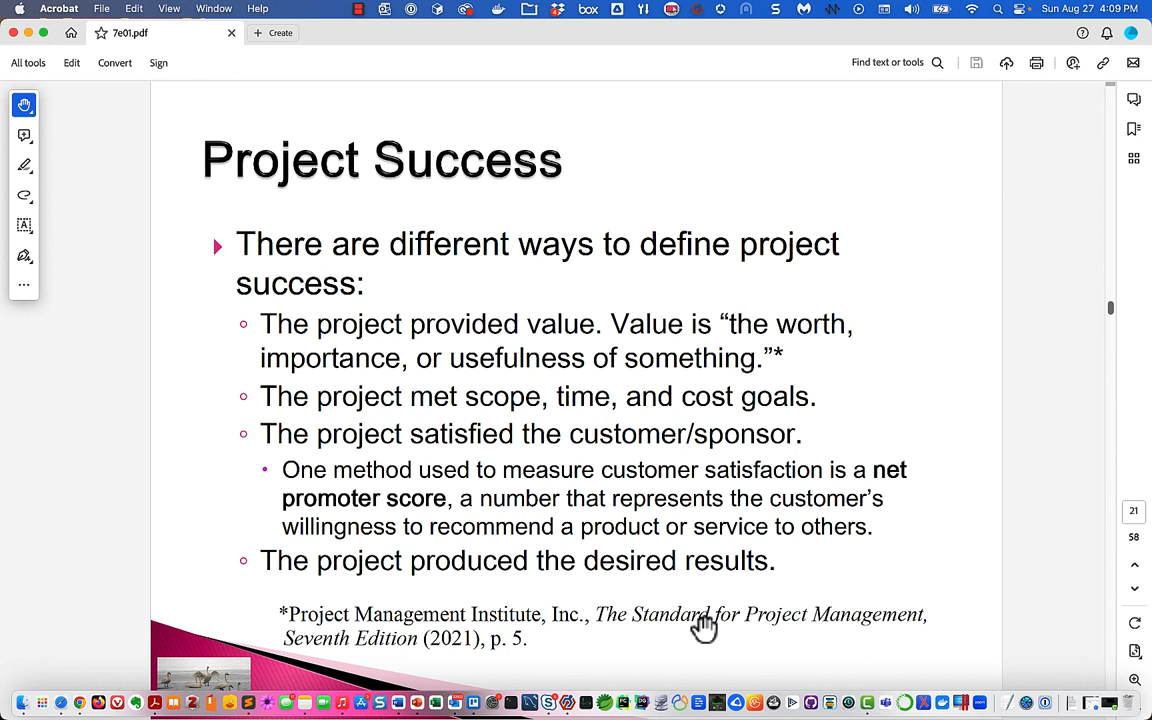 Acrobat File Edit View Window Help
box
Sun Aug 27 4:09 PM
7e01.pdf
+ Create
All tools Edit Convert Sign
Find text or tools
Project Success
There are different ways to define project
success:
The project provided value. Value is “the worth,
importance, or usefulness of something.”*
The project met scope, time, and cost goals.
The project satisfied the customer/sponsor.
One method used to measure customer satisfaction is a net
promoter score, a number that represents the customer’s
willingness to recommend a product or service to others.
The project produced the desired results.
*Project Management Institute, Inc., The Standard for Project Management,
Seventh Edition (2021), p. 5.
21
58